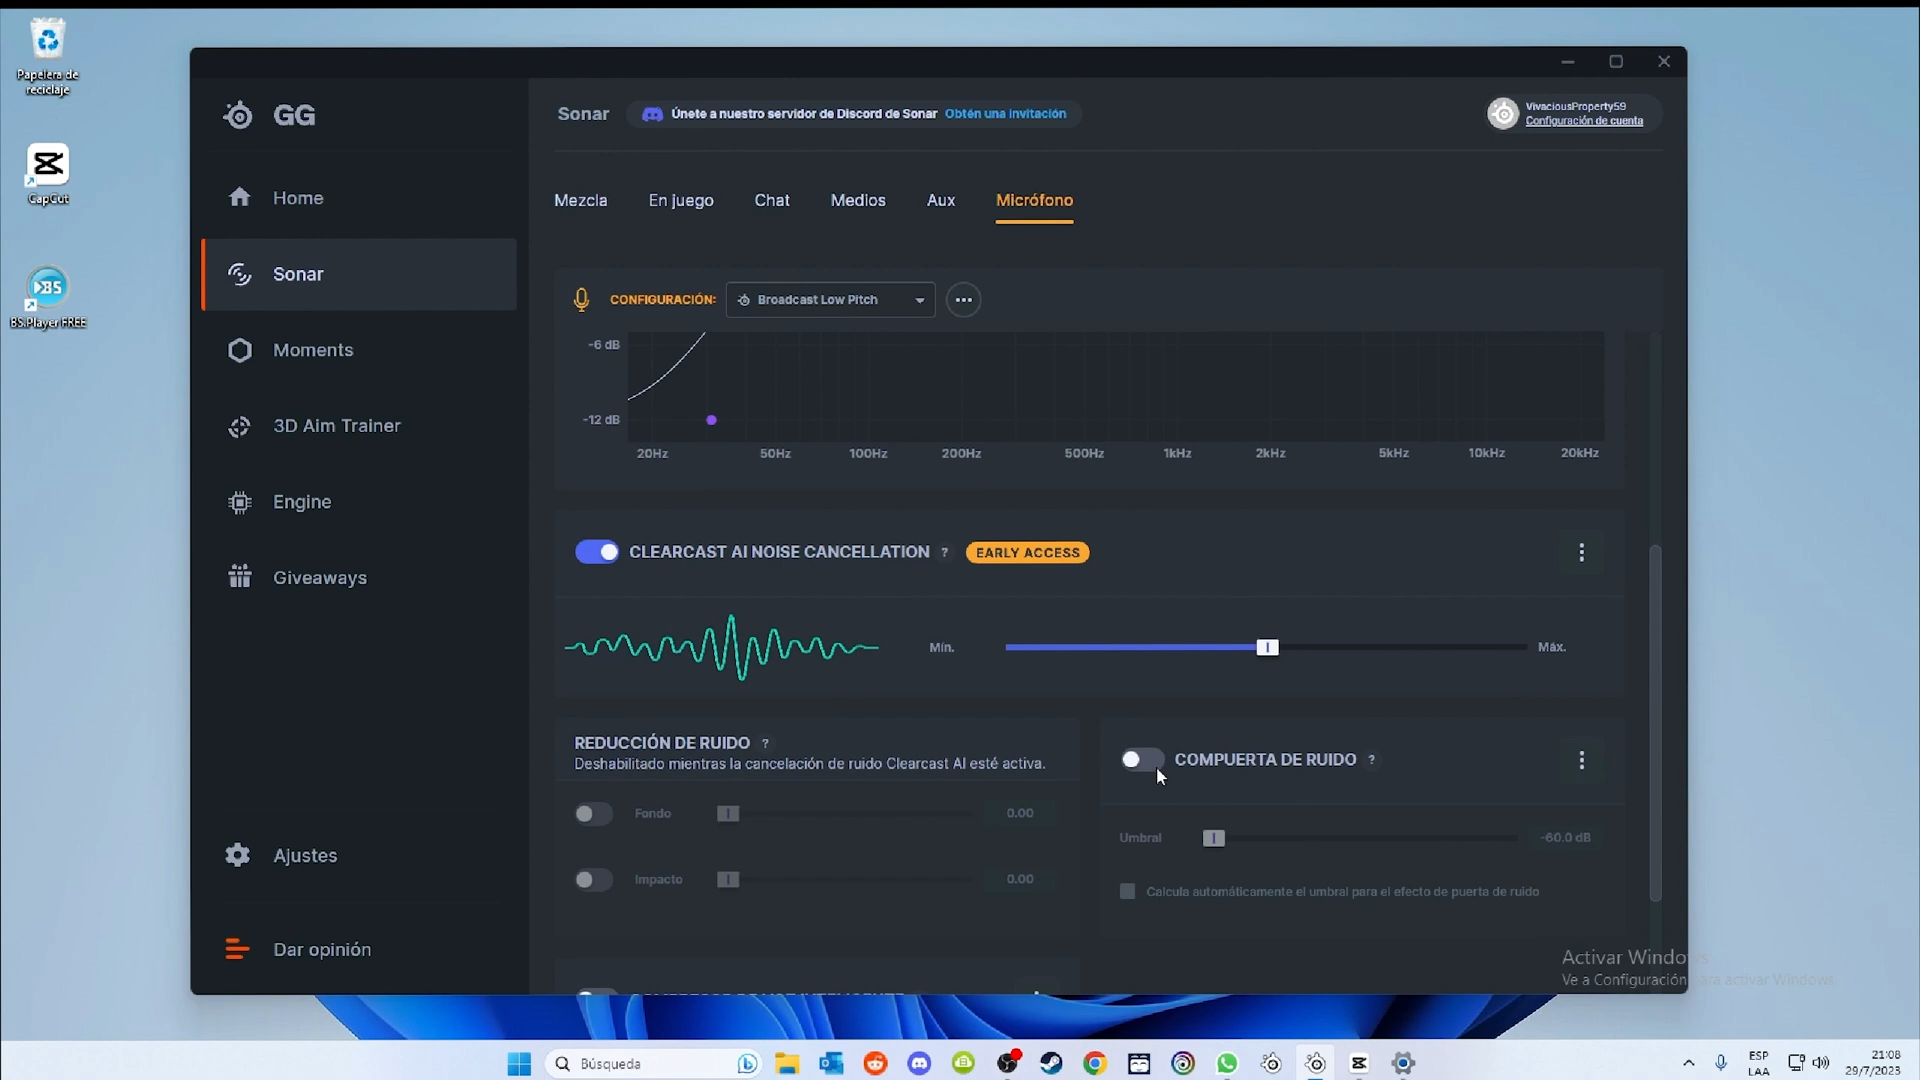 Papelera de
reciclaje
CapCut
BS.Player FREE
GG
Home
Sonar
Moments
3D Aim Trainer
Engine
Giveaways
Ajustes
Dar opinión
Sonar
Únete a nuestro servidor de Discord de Sonar Obtén una invitación
VivaciousProperty59
Configuración de cuenta
Mezcla En juego Chat Medios Aux Micrófono
CONFIGURACIÓN: Broadcast Low Pitch
-6 dB
-12 dB
20Hz 50Hz 100Hz 200Hz 500Hz 1kHz 2kHz 5kHz 10kHz 20kHz
CLEARCAST AI NOISE CANCELLATION ? EARLY ACCESS
Mín. Máx.
REDUCCIÓN DE RUIDO ?
Deshabilitado mientras la cancelación de ruido Clearcast AI esté activa.
Fondo 0.00
Impacto 0.00
COMPUERTA DE RUIDO ?
Umbral -60.0 dB
Calcula automáticamente el umbral para el efecto de puerta de ruido
Activar Windows
Ve a Configuración para activar Windows
Búsqueda
ESP
LAA
21:08
29/7/2023